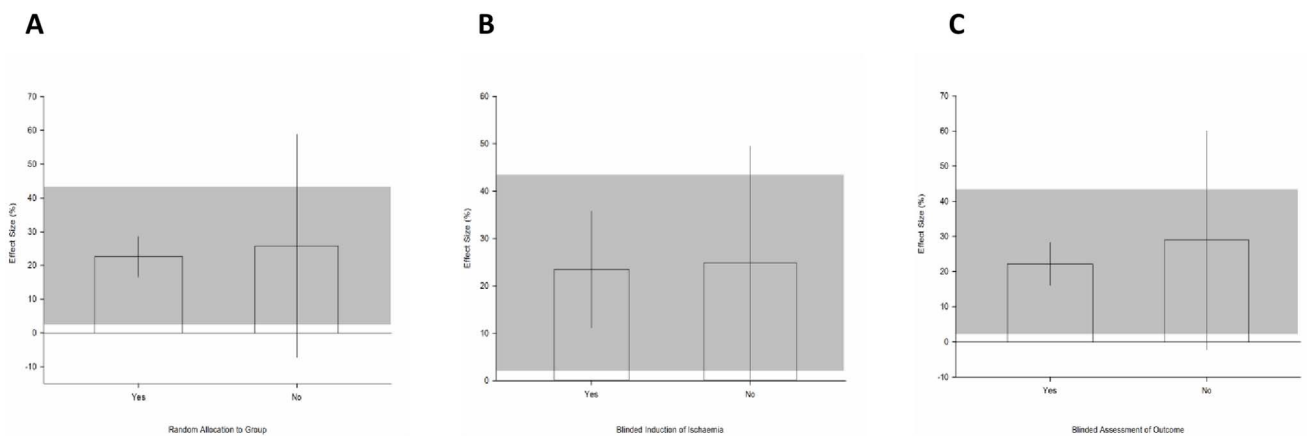 A
B
C
70
60
50
40
30
20
10
0
-10
Effect Size (%)
Yes
No
Random Allocation to Group
60
50
40
30
20
10
0
Effect Size (%)
Yes
No
Blinded Induction of Ischaemia
70
60
50
40
30
20
10
0
-10
Effect Size (%)
Yes
No
Blinded Assessment of Outcome